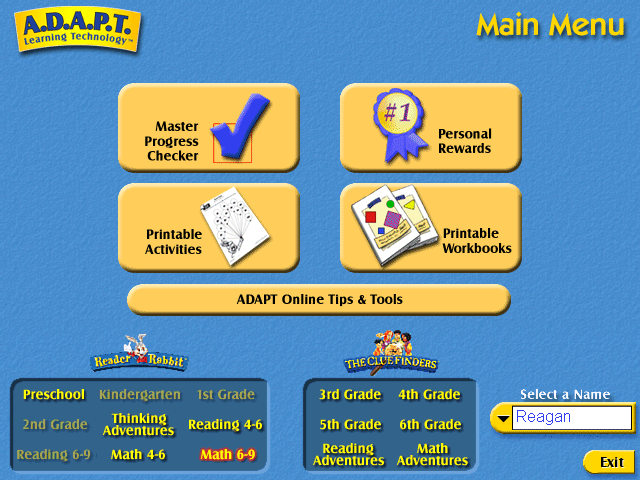 A.D.A.P.T.
Learning Technology™
Main Menu
Master
Progress
Checker
#1
Personal
Rewards
Printable
Activities
Printable
Workbooks
ADAPT Online Tips & Tools
Reader Rabbit
Preschool Kindergarten 1st Grade
2nd Grade Thinking Adventures Reading 4-6
Reading 6-9 Math 4-6 Math 6-9
THE CLUEFINDERS
3rd Grade 4th Grade
5th Grade 6th Grade
Reading Adventures Math Adventures
Select a Name
Reagan
Exit